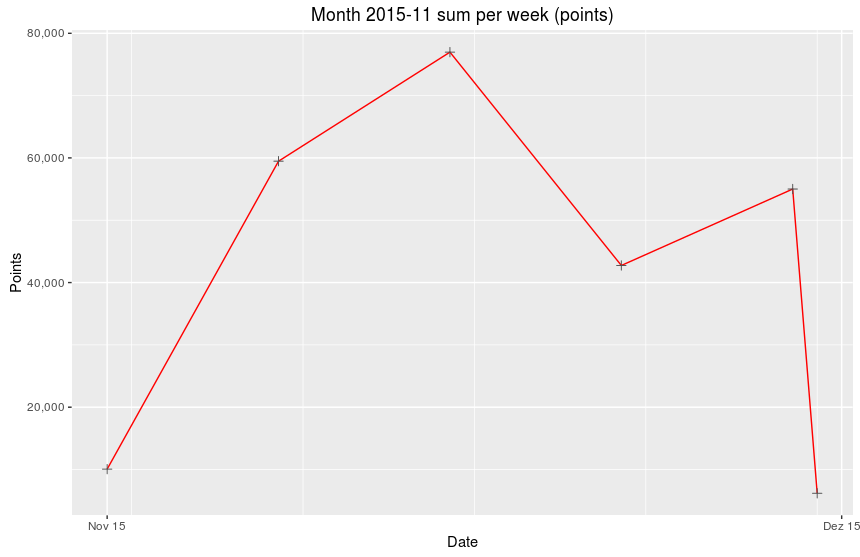 Month 2015-11 sum per week (points)
80,000
60,000
40,000
20,000
Points
Nov 15
Dez 15
Date